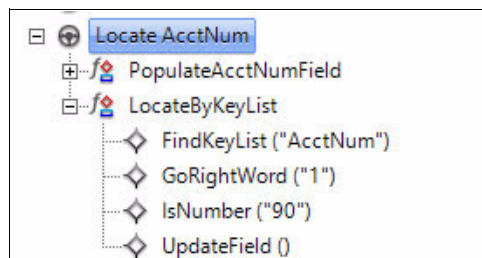 Locate AcctNum
PopulateAcctNumField
LocateByKeyList
FindKeyList ("AcctNum")
GoRightWord ("1")
IsNumber ("90")
UpdateField ()